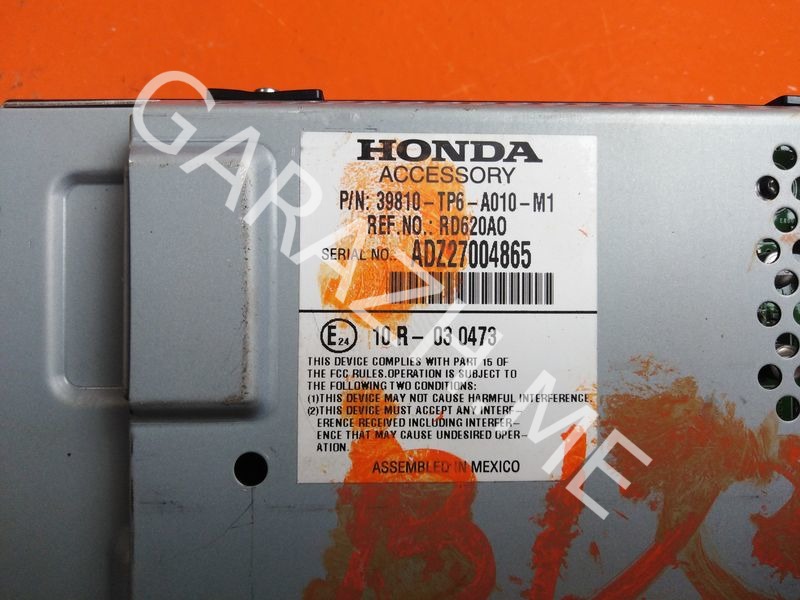 HONDA
ACCESSORY
P/N: 39810-TP6-A010-M1
REF.NO.: RD620A0
SERIAL NO. ADZ27004865
E24 10 R - 03 0473
THIS DEVICE COMPLIES WITH PART 15 OF
THE FCC RULES.OPERATION IS SUBJECT TO
THE FOLLOWING TWO CONDITIONS:
(1)THIS DEVICE MAY NOT CAUSE HARMFUL INTERFERENCE.
(2)THIS DEVICE MUST ACCEPT ANY INTERF-
ERENCE RECEIVED INCLUDING INTERFER-
ENCE THAT MAY CAUSE UNDESIRED OPER-
ATION.
ASSEMBLED IN MEXICO
GARAZH.ME